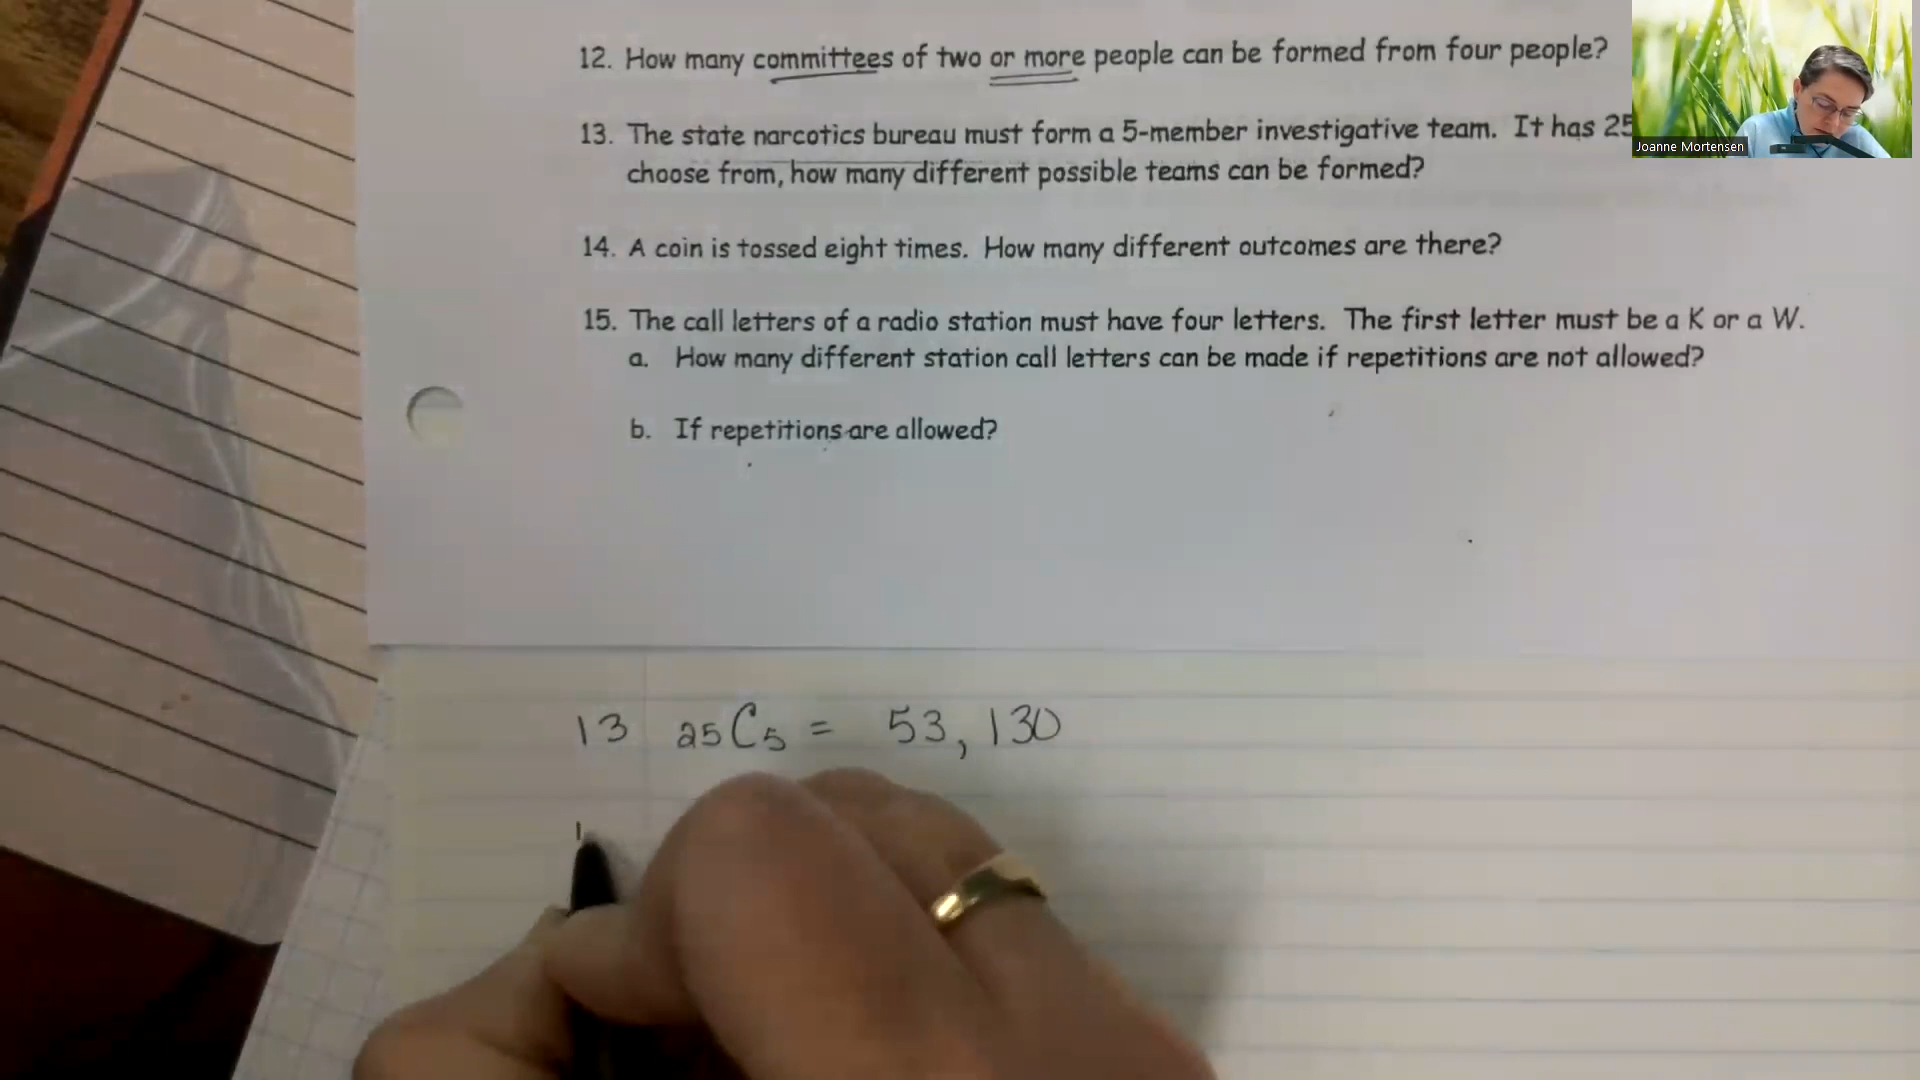 12. How many committees of two or more people can be formed from four people?
13. The state narcotics bureau must form a 5-member investigative team. It has 25
choose from, how many different possible teams can be formed?
14. A coin is tossed eight times. How many different outcomes are there?
15. The call letters of a radio station must have four letters. The first letter must be a K or a W.
a. How many different station call letters can be made if repetitions are not allowed?
b. If repetitions are allowed?
13 25C5 = 53,130
1
Joanne Mortensen